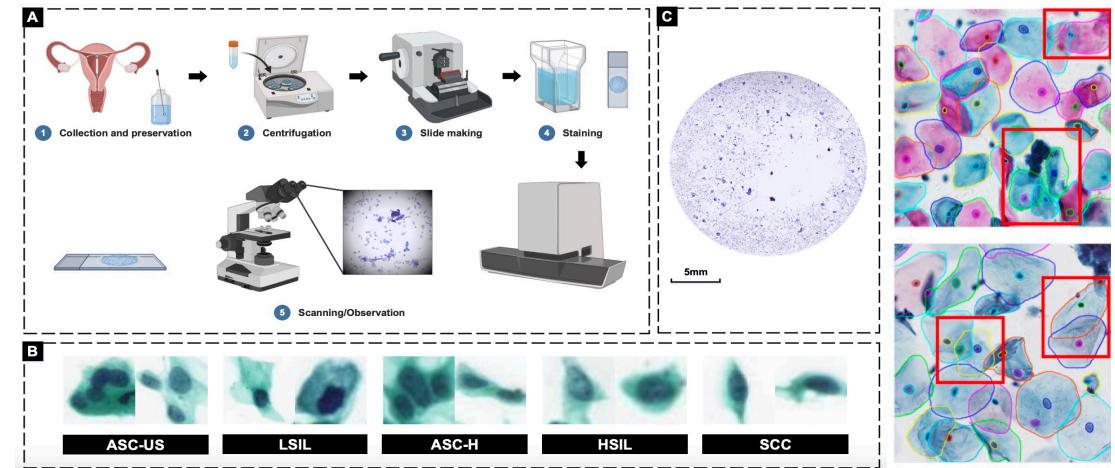 A
1 Collection and preservation
2 Centrifugation
3 Slide making
4 Staining
5 Scanning/Observation
B
ASC-US
LSIL
ASC-H
HSIL
SCC
C
5mm